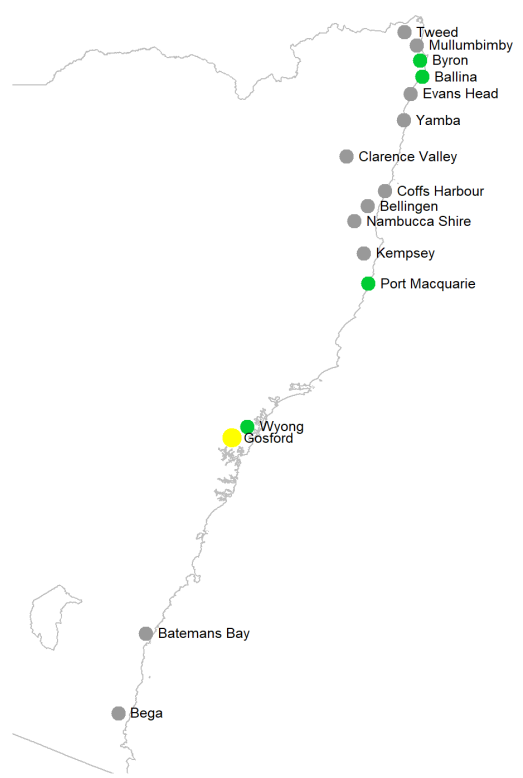 Tweed
Mullumbimby
Byron
Ballina
Evans Head
Yamba
Clarence Valley
Coffs Harbour
Bellingen
Nambucca Shire
Kempsey
Port Macquarie
Wyong
Gosford
Batemans Bay
Bega